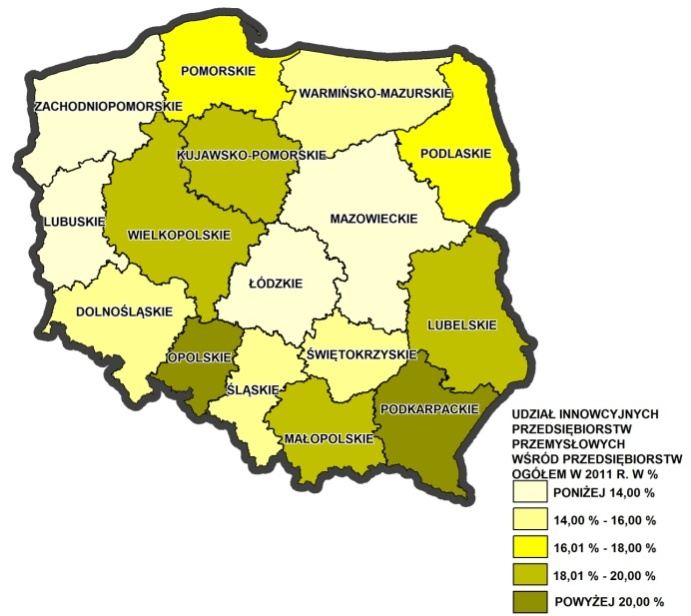 POMORSKIE
WARMIŃSKO-MAZURSKIE
ZACHODNIOPOMORSKIE
KUJAWSKO-POMORSKIE
PODLASKIE
LUBUSKIE
MAZOWIECKIE
WIELKOPOLSKIE
ŁÓDZKIE
DOLNOŚLĄSKIE
LUBELSKIE
OPOLSKIE
ŚWIĘTOKRZYSKIE
ŚLĄSKIE
PODKARPACKIE
MAŁOPOLSKIE
UDZIAŁ INNOWCYJNYCH
PRZEDSIĘBIORSTW
PRZEMYSŁOWYCH
WŚRÓD PRZEDSIĘBIORSTW
OGÓŁEM W 2011 R. W %
PONIŻEJ 14,00 %
14,00 % - 16,00 %
16,01 % - 18,00 %
18,01 % - 20,00 %
POWYŻEJ 20,00 %